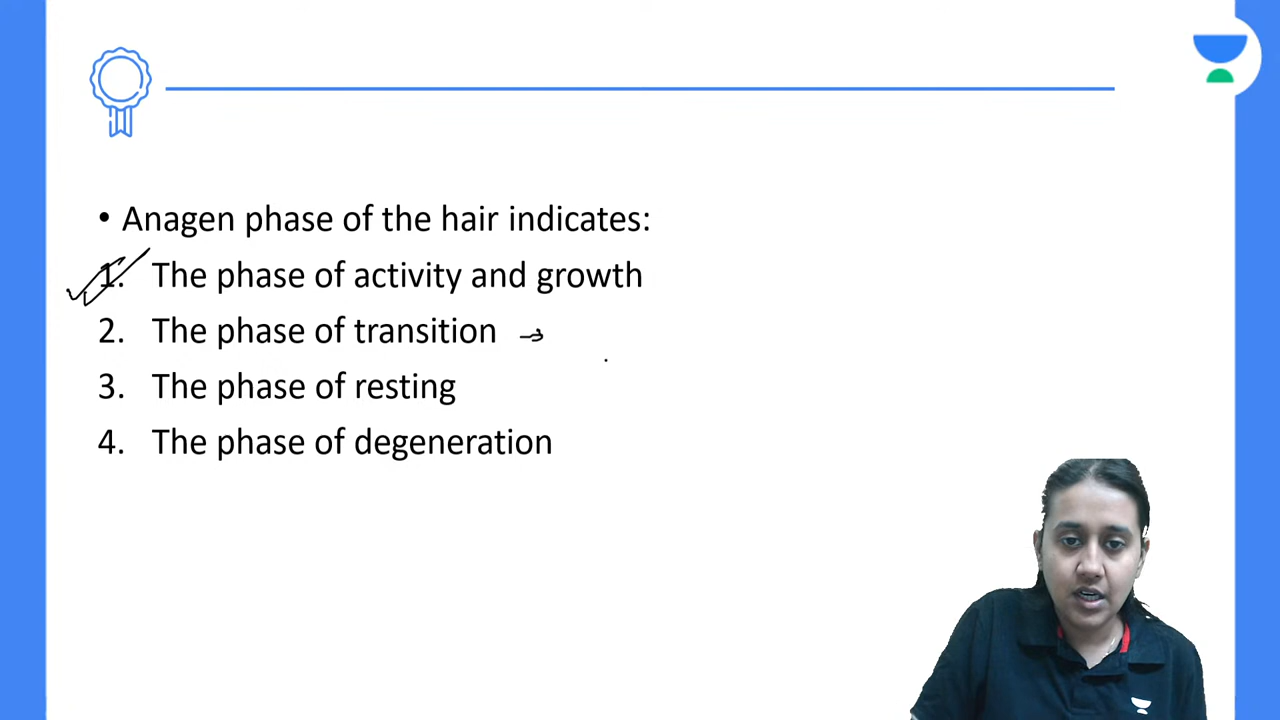 • Anagen phase of the hair indicates:
1. The phase of activity and growth
2. The phase of transition →
3. The phase of resting
4. The phase of degeneration